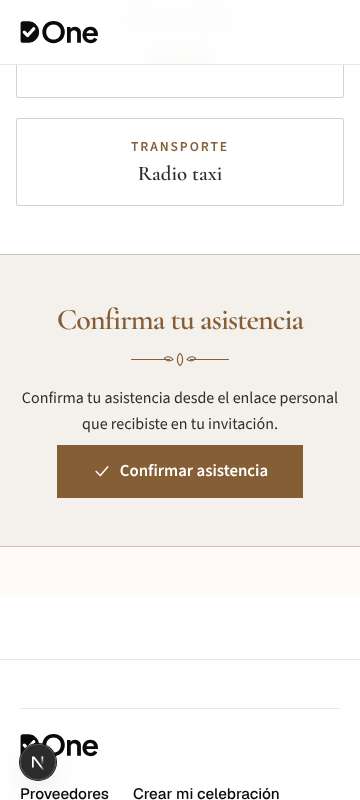 One
TRANSPORTE
Radio taxi
Confirma tu asistencia
Confirma tu asistencia desde el enlace personal
que recibiste en tu invitación.
Confirmar asistencia
One
N
Proveedores Crear mi celebración